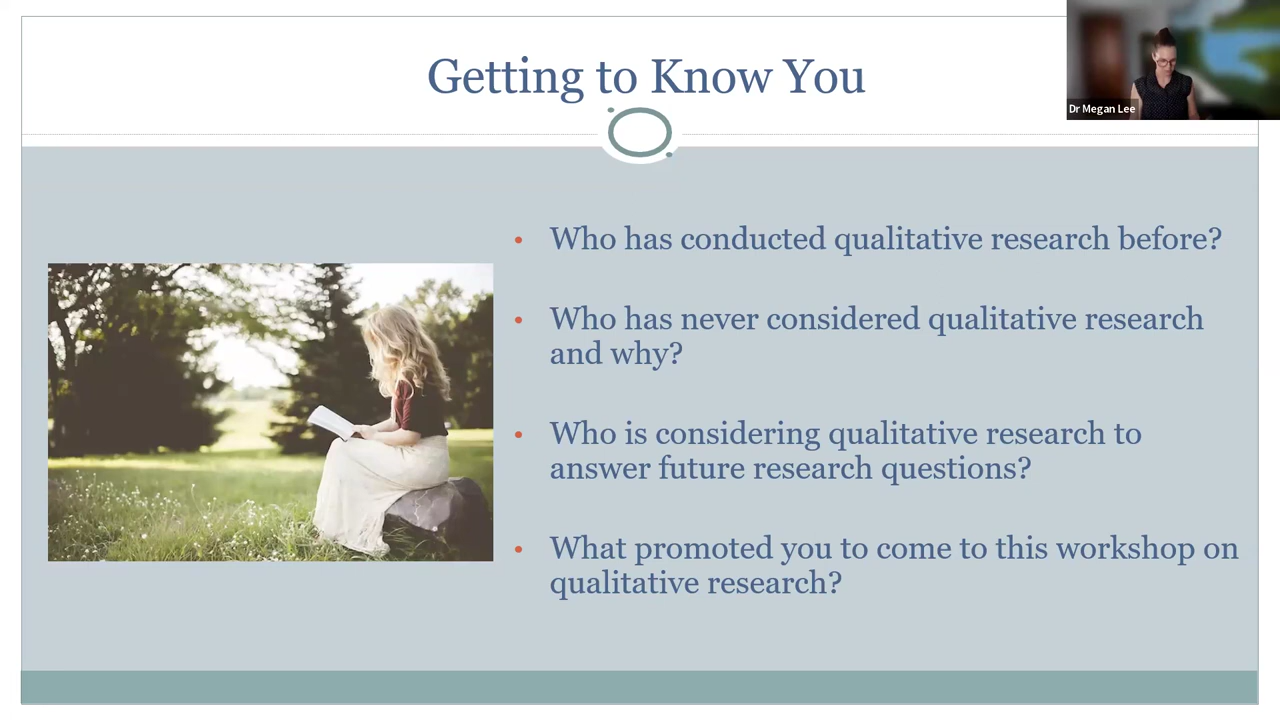 Getting to Know You
Dr Megan Lee
• Who has conducted qualitative research before?
• Who has never considered qualitative research
and why?
• Who is considering qualitative research to
answer future research questions?
• What promoted you to come to this workshop on
qualitative research?